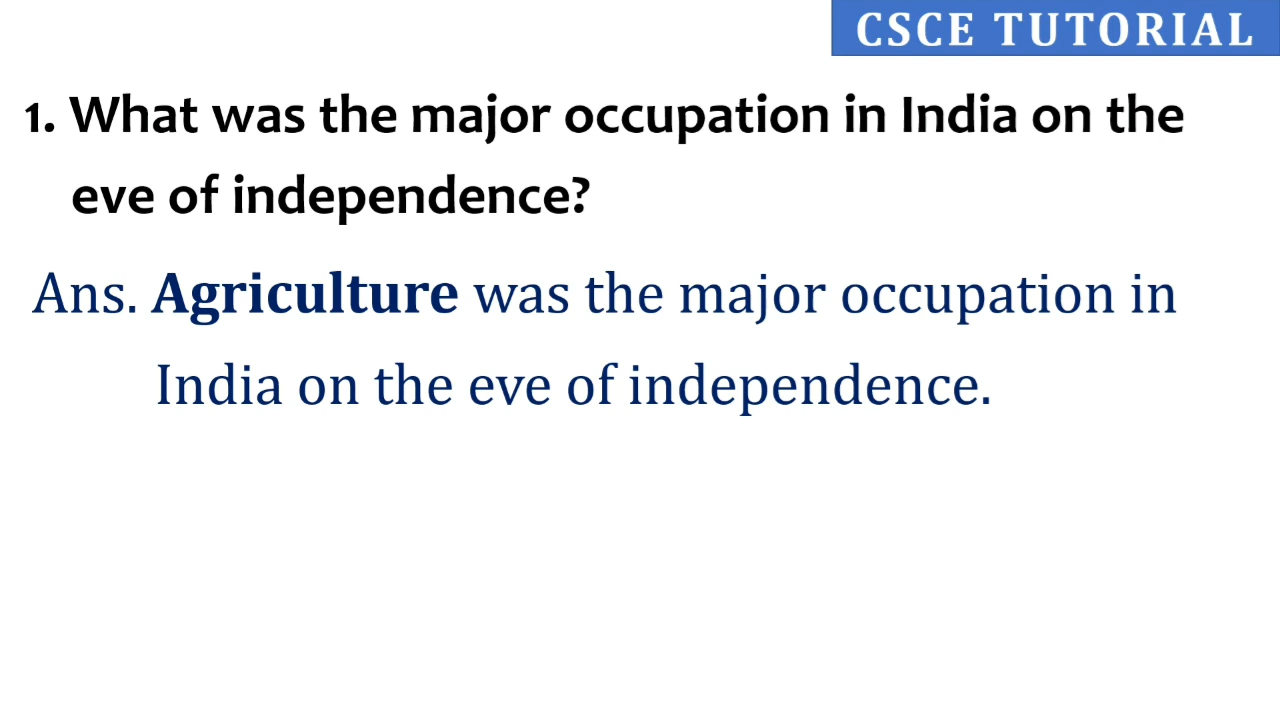 CSCE TUTORIAL
1. What was the major occupation in India on the
eve of independence?
Ans. Agriculture was the major occupation in
India on the eve of independence.